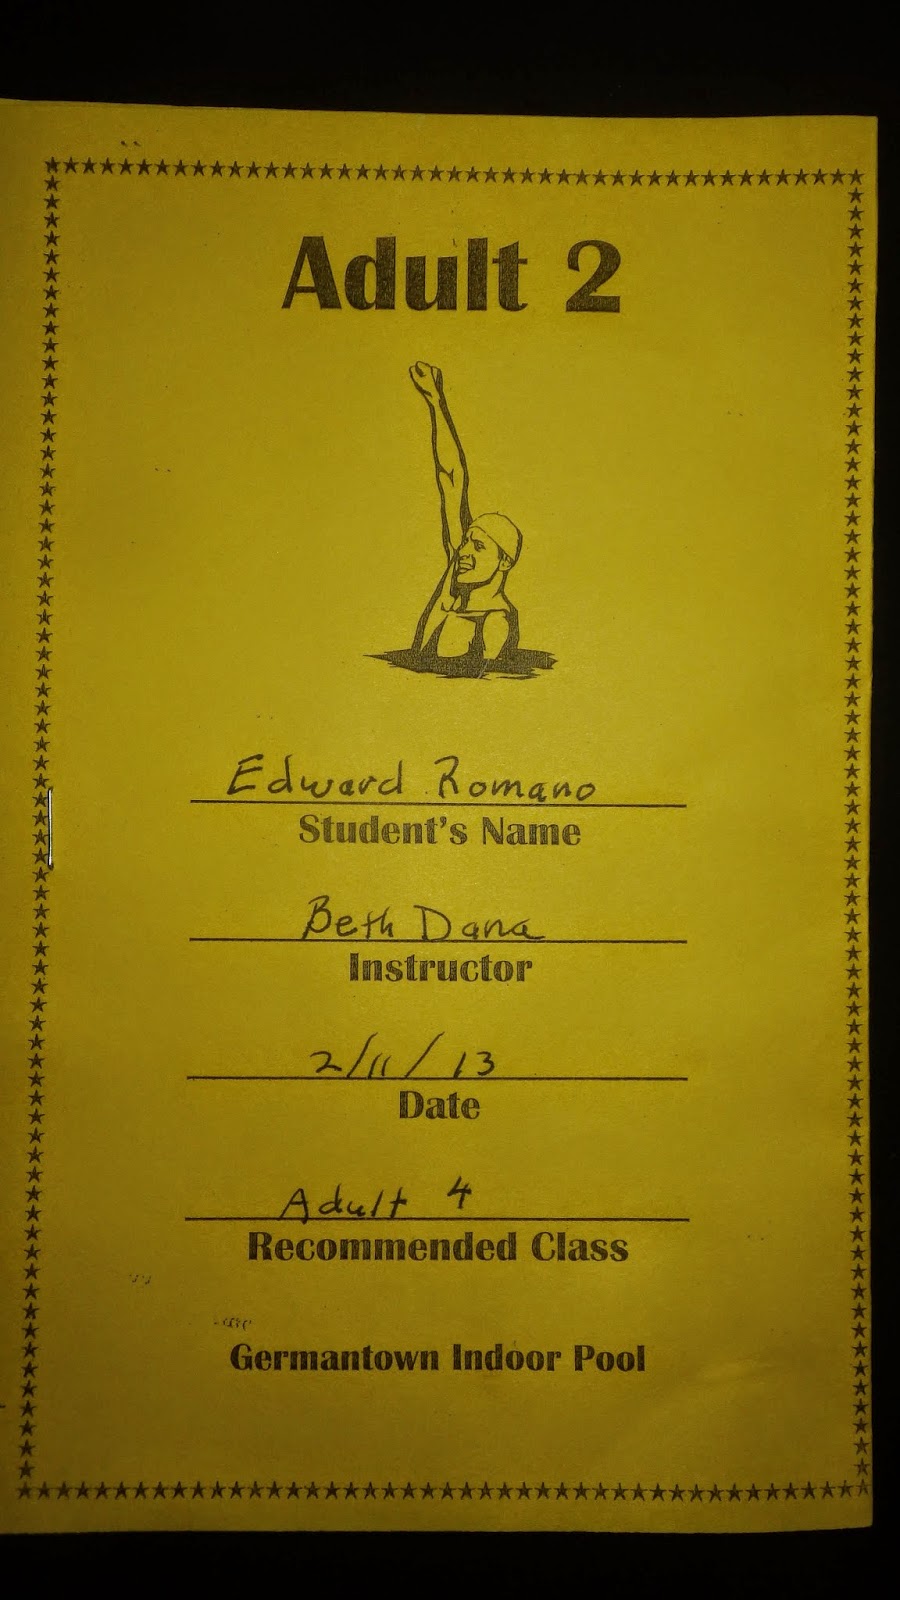 Adult 2
Edward Romano
Student's Name
Beth Dana
Instructor
2/11/13
Date
Adult 4
Recommended Class
Germantown Indoor Pool